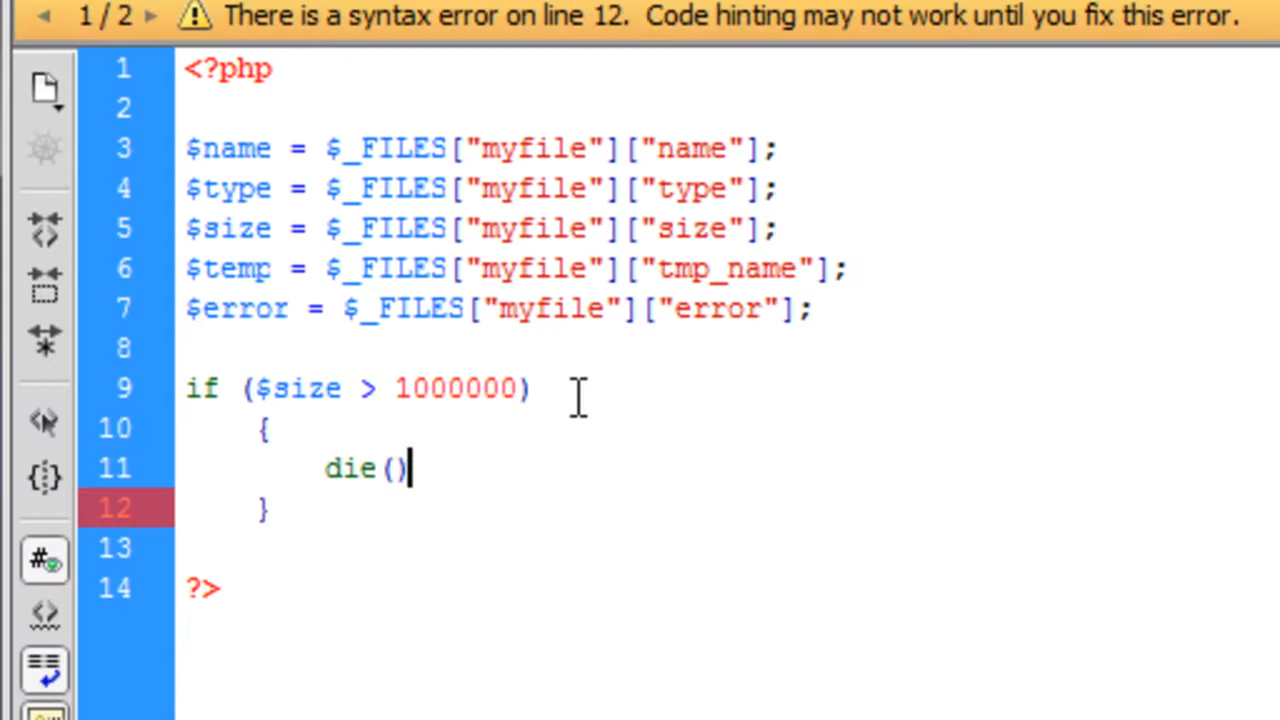 1 / 2 There is a syntax error on line 12. Code hinting may not work until you fix this error.
1 <?php
2
3 $name = $_FILES["myfile"]["name"];
4 $type = $_FILES["myfile"]["type"];
5 $size = $_FILES["myfile"]["size"];
6 $temp = $_FILES["myfile"]["tmp_name"];
7 $error = $_FILES["myfile"]["error"];
8
9 if ($size > 1000000)
10 {
11 die()
12 }
13
14 ?>